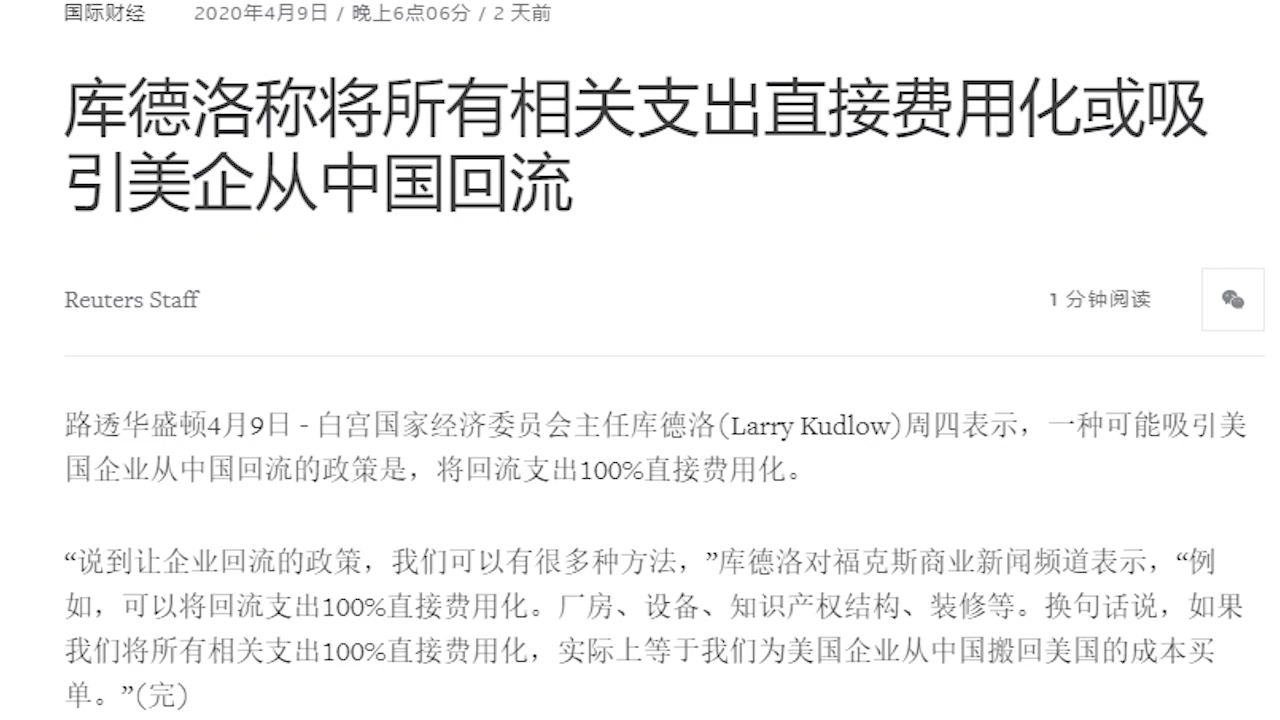 国际财经 2020年4月9日 / 晚上6点06分 / 2 天前
库德洛称将所有相关支出直接费用化或吸
引美企从中国回流
Reuters Staff 1 分钟阅读
路透华盛顿4月9日 - 白宫国家经济委员会主任库德洛(Larry Kudlow)周四表示，一种可能吸引美
国企业从中国回流的政策是，将回流支出100%直接费用化。
“说到让企业回流的政策，我们可以有很多种方法，”库德洛对福克斯商业新闻频道表示，“例
如，可以将回流支出100%直接费用化。厂房、设备、知识产权结构、装修等。换句话说，如果
我们将所有相关支出100%直接费用化，实际上等于我们为美国企业从中国搬回美国的成本买
单。”(完)